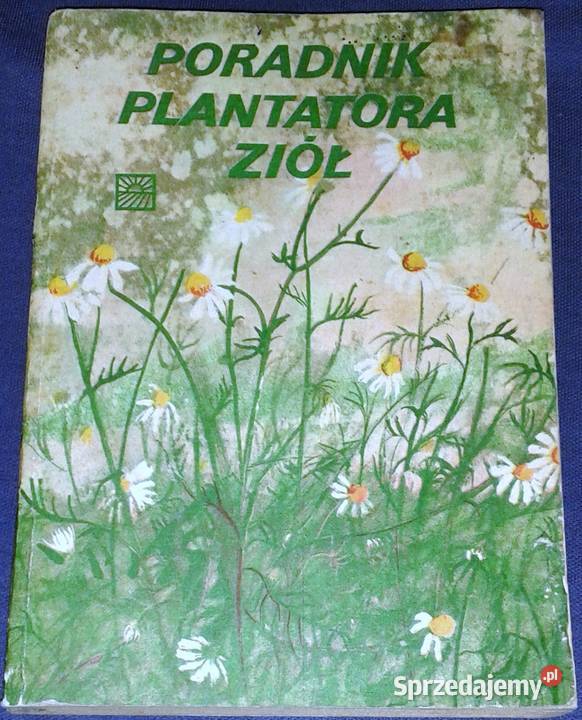 PORADNIK
PLANTATORA
ZIÓŁ
Sprzedajemy.pl